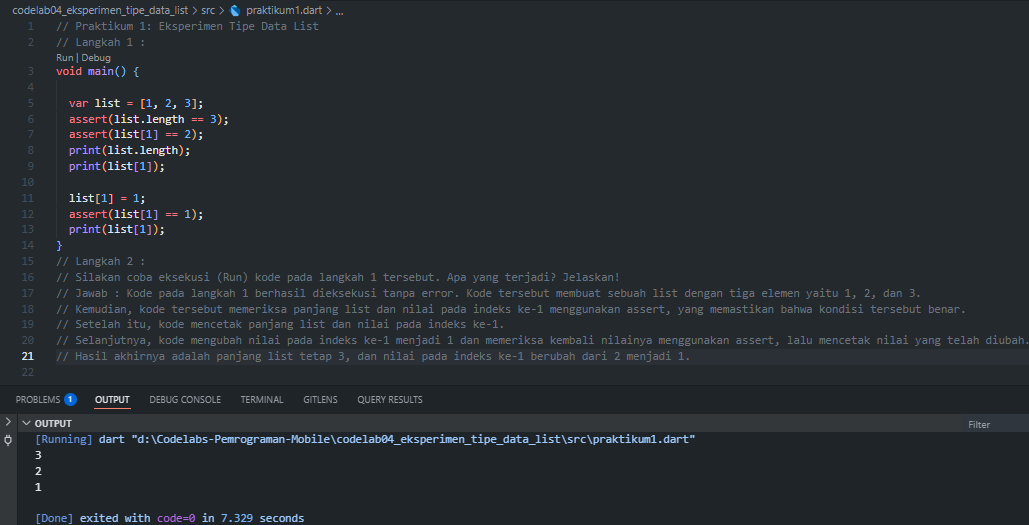 codelab04_eksperimen_tipe_data_list > src > praktikum1.dart > ...
1 // Praktikum 1: Eksperimen Tipe Data List
2 // Langkah 1 :
Run | Debug
3 void main() {
4
5 var list = [1, 2, 3];
6 assert(list.length == 3);
7 assert(list[1] == 2);
8 print(list.length);
9 print(list[1]);
10
11 list[1] = 1;
12 assert(list[1] == 1);
13 print(list[1]);
14 }
15 // Langkah 2 :
16 // Silakan coba eksekusi (Run) kode pada langkah 1 tersebut. Apa yang terjadi? Jelaskan!
17 // Jawab : Kode pada langkah 1 berhasil dieksekusi tanpa error. Kode tersebut membuat sebuah list dengan tiga elemen yaitu 1, 2, dan 3.
18 // Kemudian, kode tersebut memeriksa panjang list dan nilai pada indeks ke-1 menggunakan assert, yang memastikan bahwa kondisi tersebut benar.
19 // Setelah itu, kode mencetak panjang list dan nilai pada indeks ke-1.
20 // Selanjutnya, kode mengubah nilai pada indeks ke-1 menjadi 1 dan memeriksa kembali nilainya menggunakan assert, lalu mencetak nilai yang telah diubah.
21 // Hasil akhirnya adalah panjang list tetap 3, dan nilai pada indeks ke-1 berubah dari 2 menjadi 1.
22
PROBLEMS 1 OUTPUT DEBUG CONSOLE TERMINAL GITLENS QUERY RESULTS
OUTPUT Filter
[Running] dart "d:\Codelabs-Pemrograman-Mobile\codelab04_eksperimen_tipe_data_list\src\praktikum1.dart"
3
2
1
[Done] exited with code=0 in 7.329 seconds